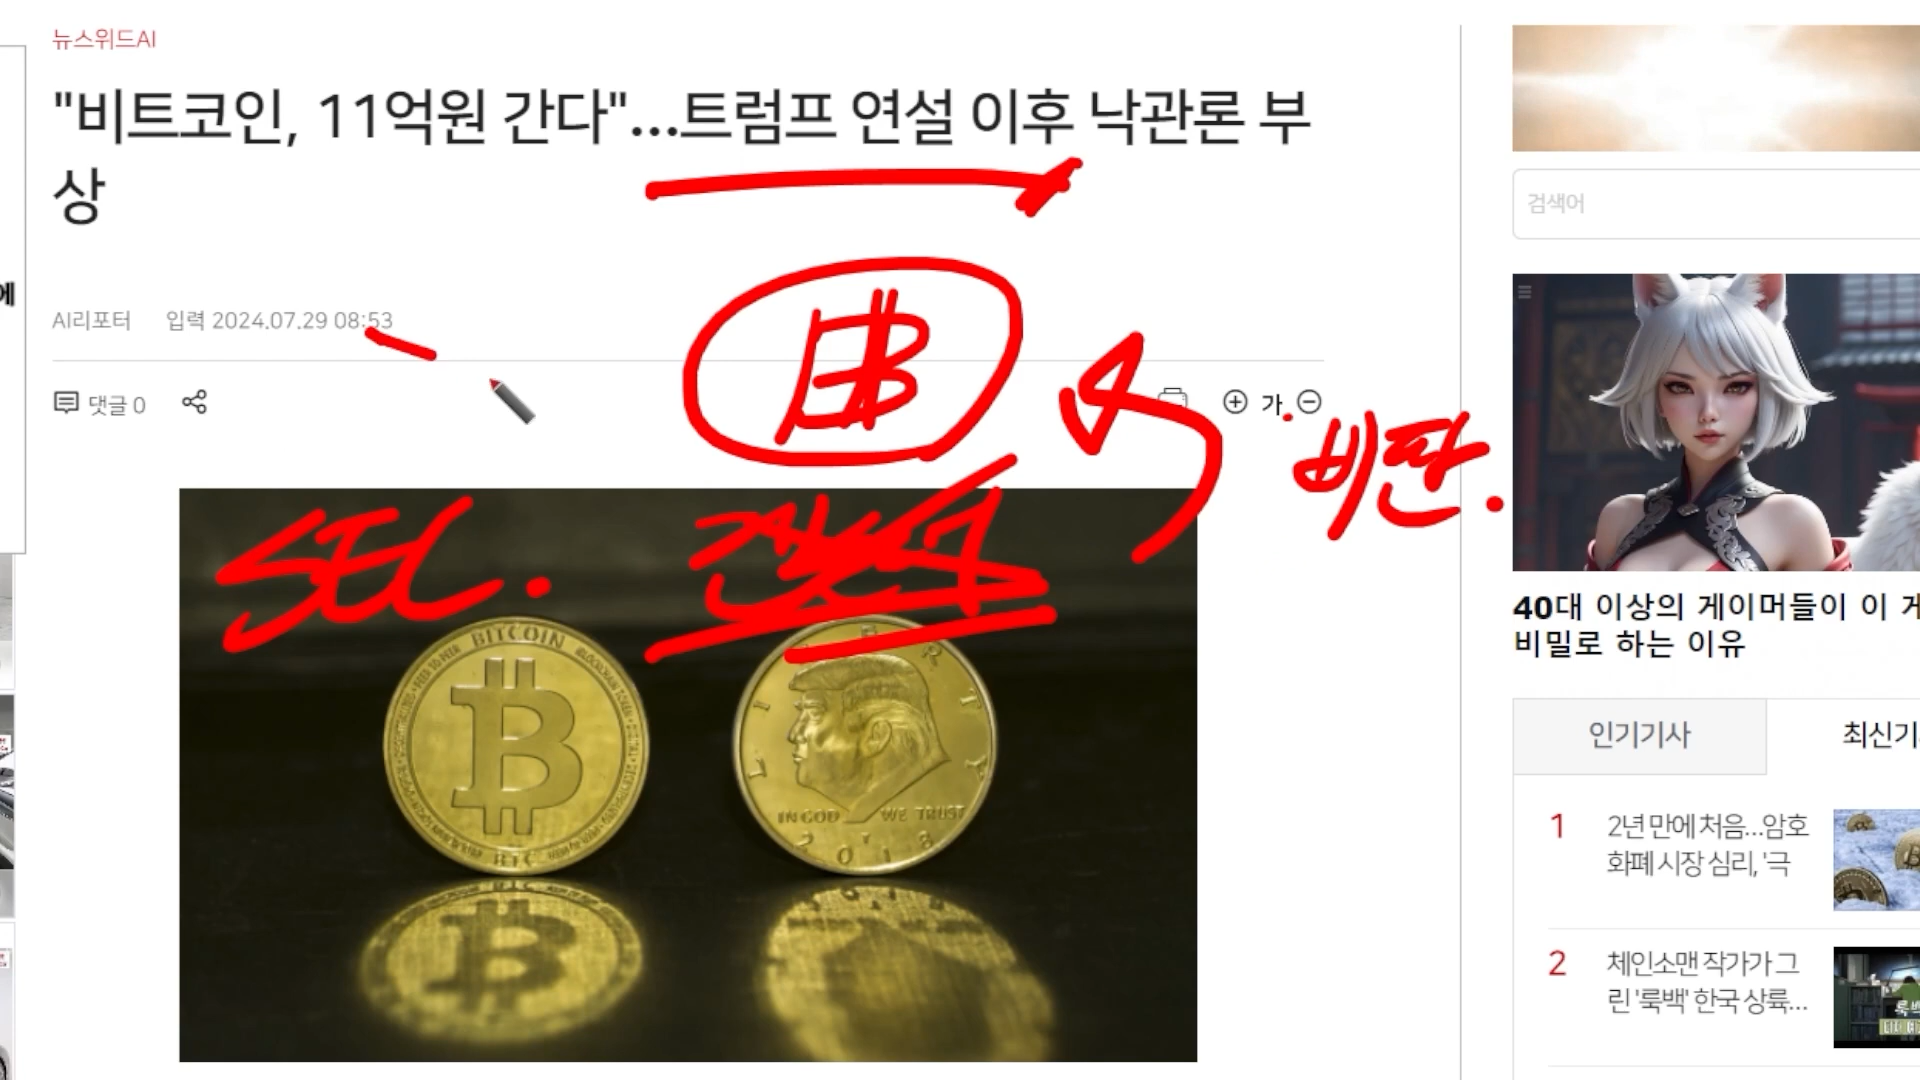 뉴스위드AI
"비트코인, 11억원 간다"...트럼프 연설 이후 낙관론 부
상
에
AI리포터 입력 2024.07.29 08:53
댓글 0
가
₿
비판.
SEC.
BITCOIN
BTC
LIBERTY
IN GOD WE TRUST
2018
검색어
40대 이상의 게이머들이 이 게
비밀로 하는 이유
인기기사
최신기
1 2년 만에 처음...암호
화폐 시장 심리, '극
2 체인소맨 작가가 그
린 '룩백' 한국 상륙...